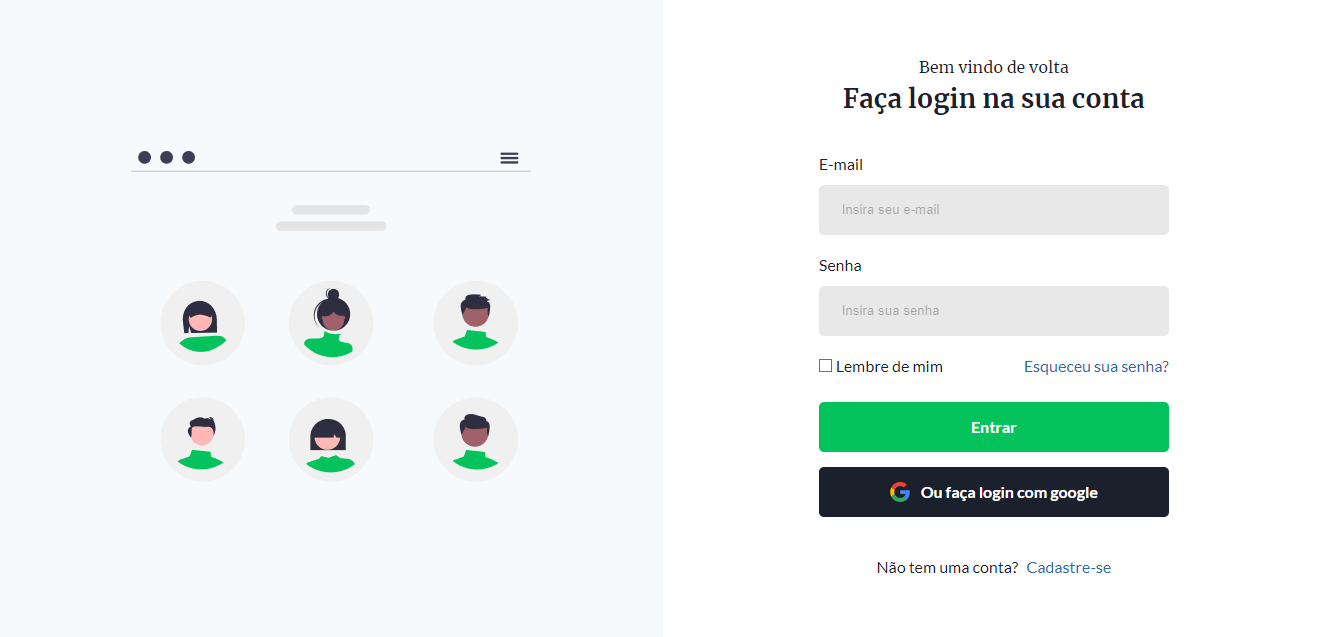 Bem vindo de volta
Faça login na sua conta
E-mail
Insira seu e-mail
Senha
Insira sua senha
Lembre de mim Esqueceu sua senha?
Entrar
Ou faça login com google
Não tem uma conta? Cadastre-se